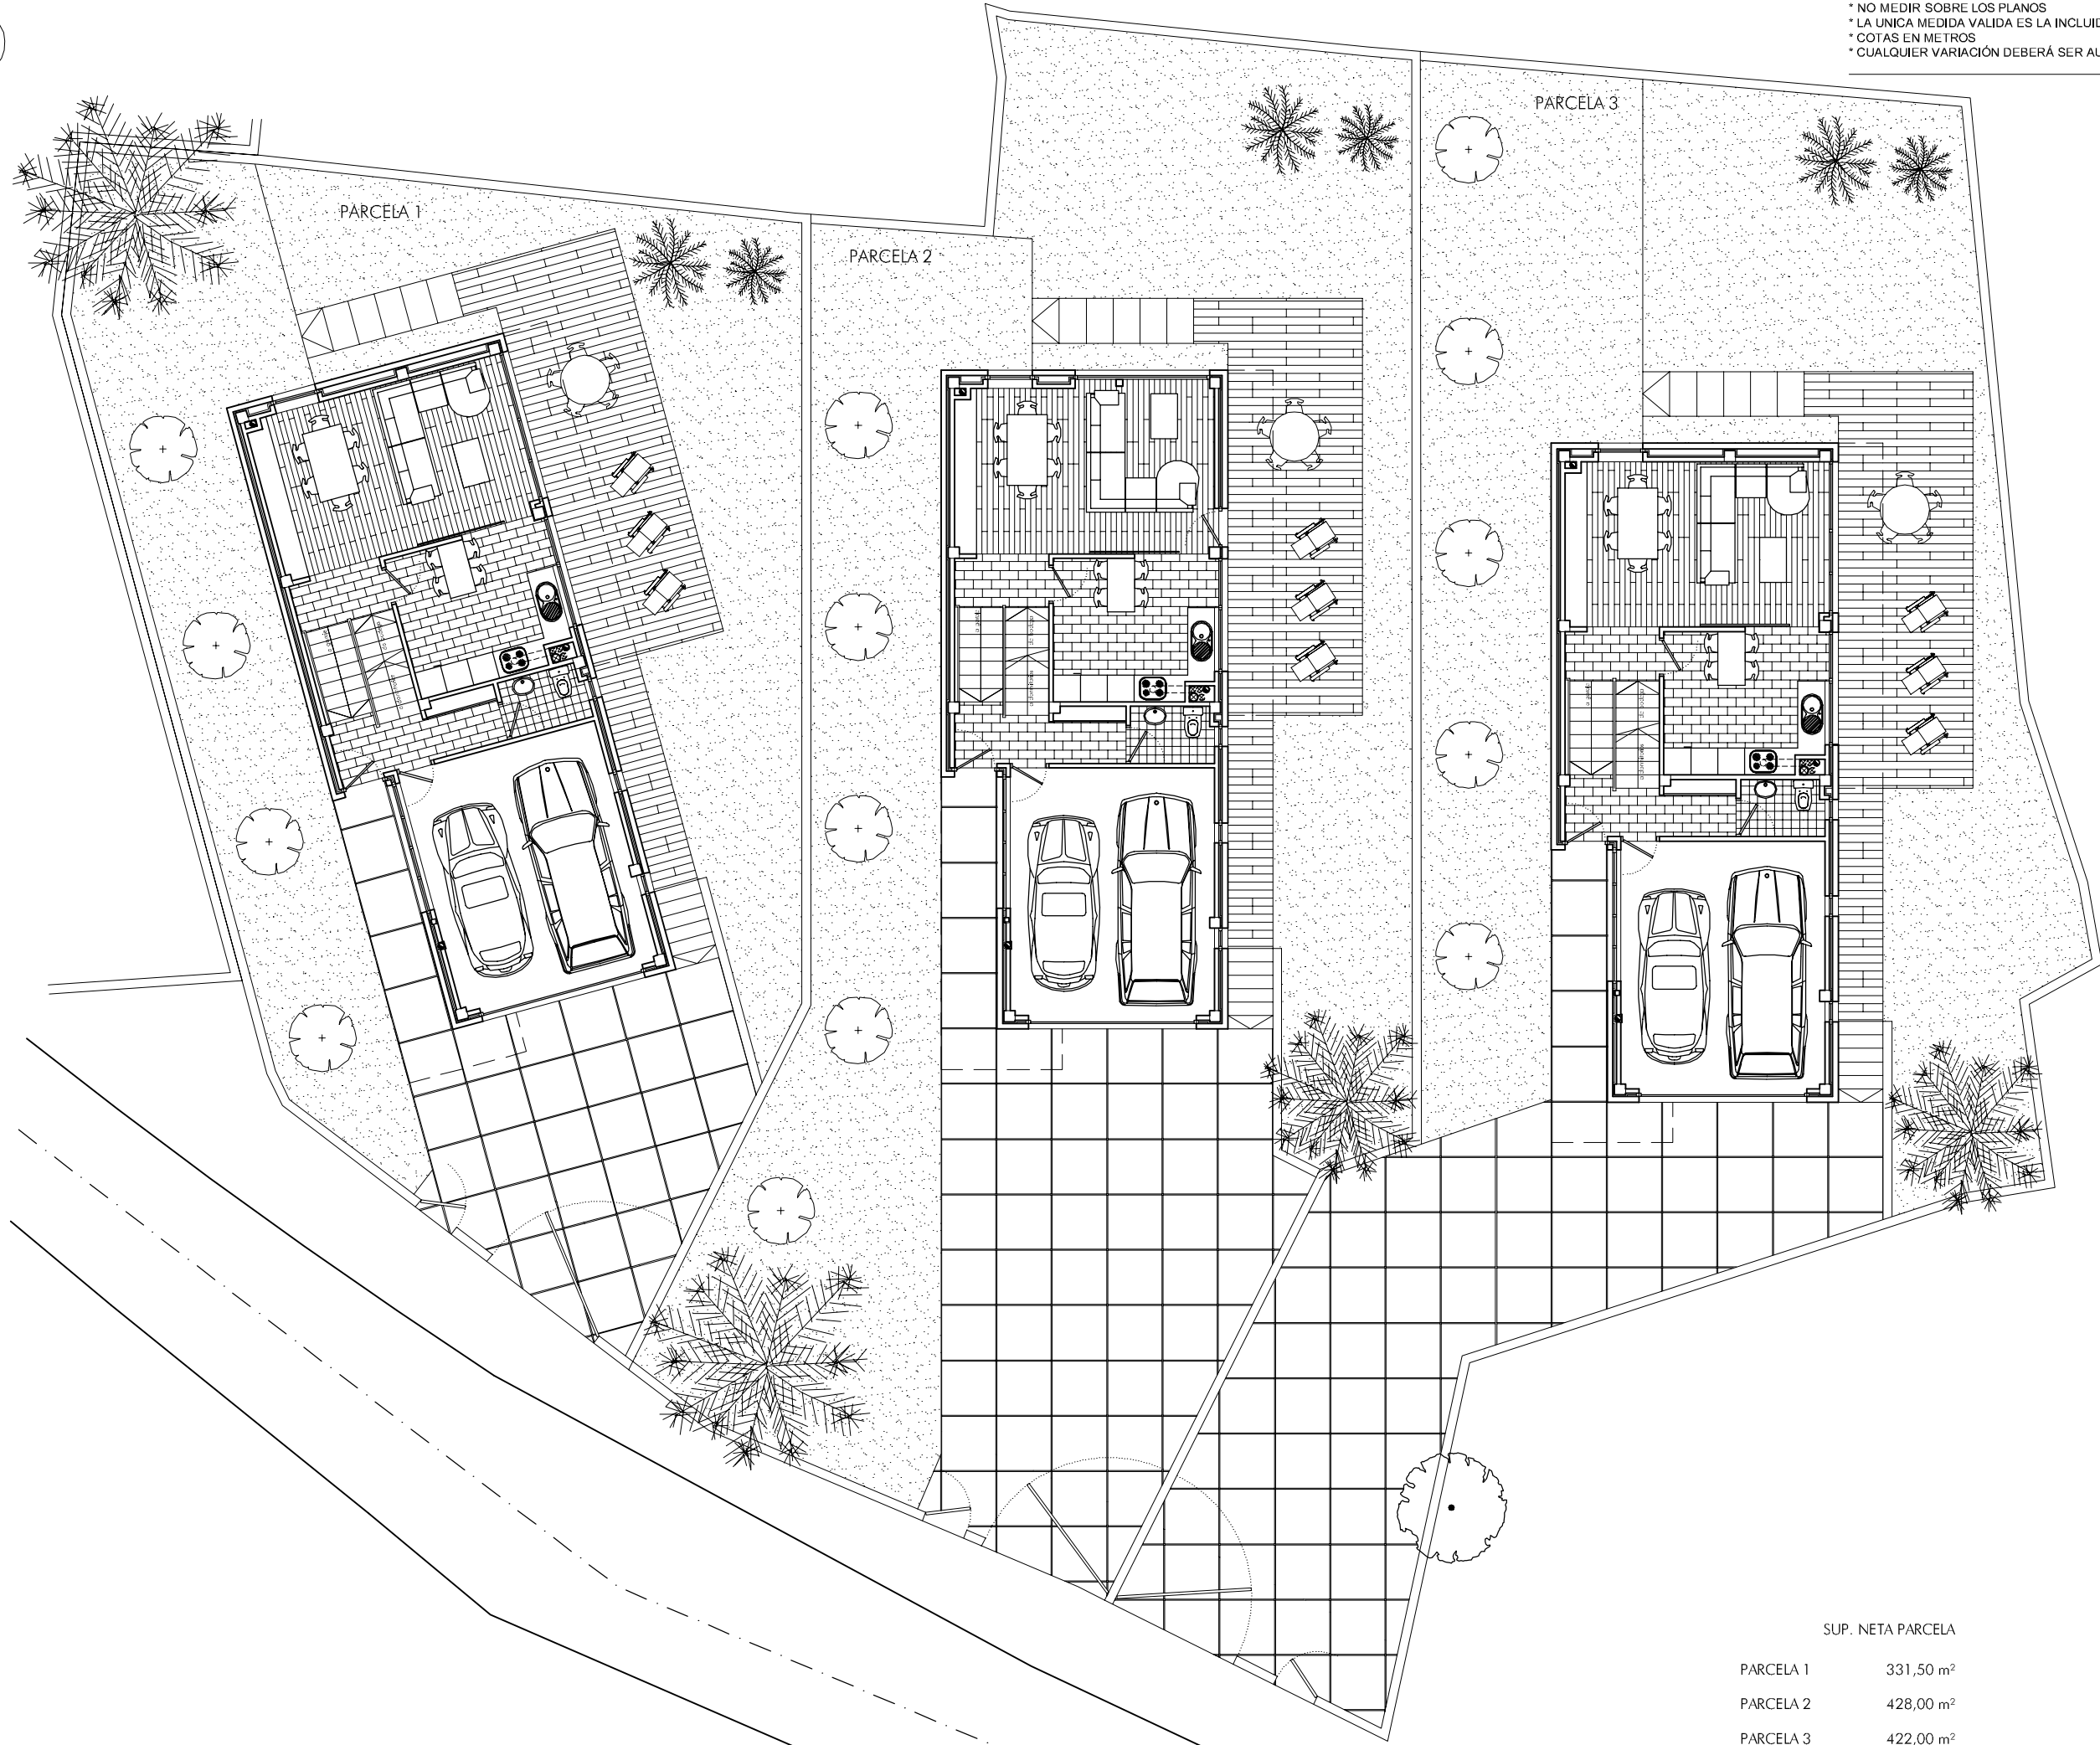 * NO MEDIR SOBRE LOS PLANOS
* LA UNICA MEDIDA VALIDA ES LA INCLUID
* COTAS EN METROS
* CUALQUIER VARIACIÓN DEBERÁ SER AU
PARCELA 3
PARCELA 1
PARCELA 2
SUP. NETA PARCELA
PARCELA 1 331,50 m²
PARCELA 2 428,00 m²
PARCELA 3 422,00 m²